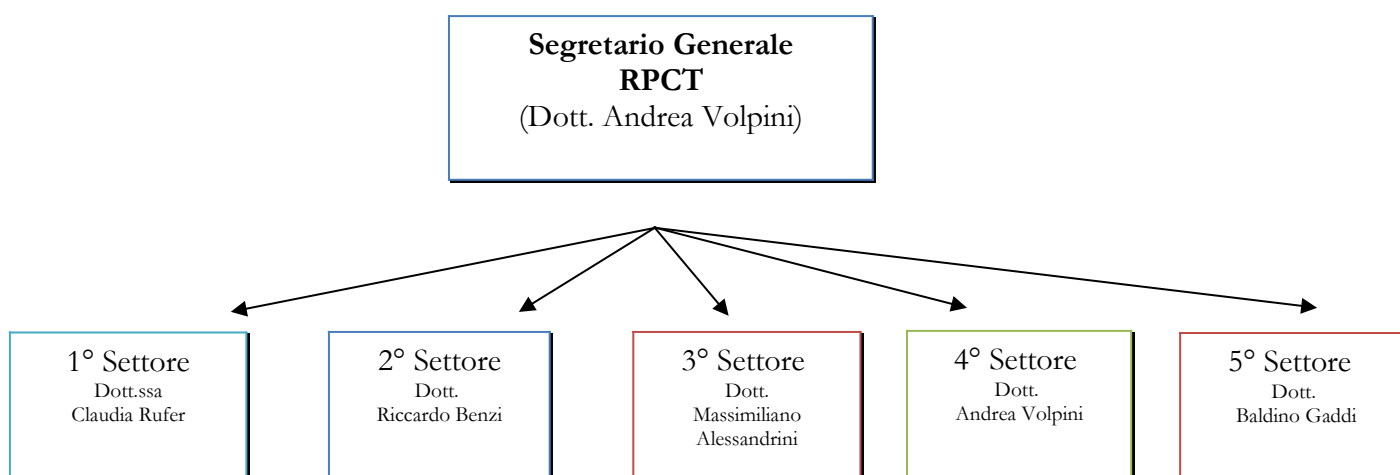 Segretario Generale
RPCT
(Dott. Andrea Volpini)
1° Settore
Dott.ssa
Claudia Rufer
2° Settore
Dott.
Riccardo Benzi
3° Settore
Dott.
Massimiliano
Alessandrini
4° Settore
Dott.
Andrea Volpini
5° Settore
Dott.
Baldino Gaddi